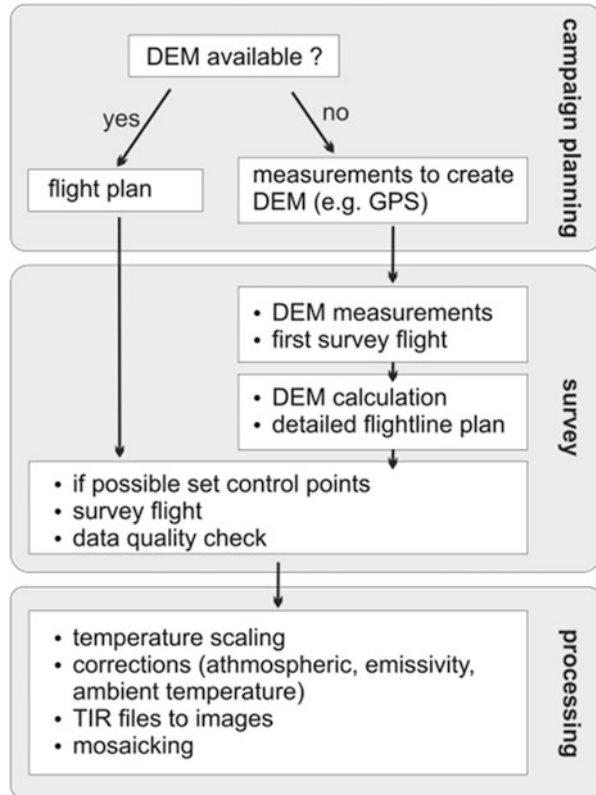 campaign planning
DEM available ?
yes
no
flight plan
measurements to create
DEM (e.g. GPS)
survey
• DEM measurements
• first survey flight
• DEM calculation
• detailed flightline plan
• if possible set control points
• survey flight
• data quality check
processing
• temperature scaling
• corrections (athmospheric, emissivity,
ambient temperature)
• TIR files to images
• mosaicking